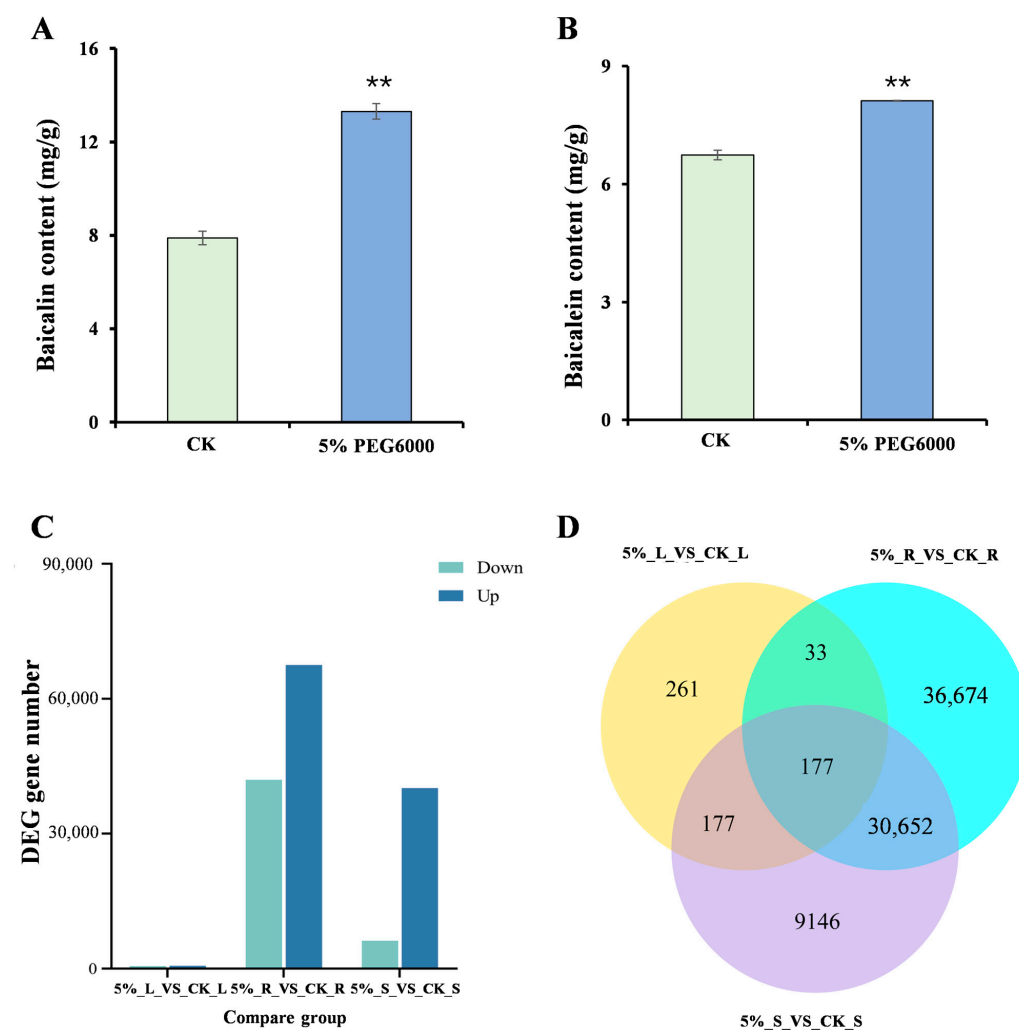 A
Baicalin content (mg/g)
16
12
8
4
0
**
CK
5% PEG6000
B
Baicalein content (mg/g)
9
6
3
0
**
CK
5% PEG6000
C
DEG gene number
90,000
60,000
30,000
0
Down
Up
5%_L_VS_CK_L
5%_R_VS_CK_R
5%_S_VS_CK_S
Compare group
D
5%_L_VS_CK_L
5%_R_VS_CK_R
33
261
36,674
177
177
30,652
9146
5%_S_VS_CK_S